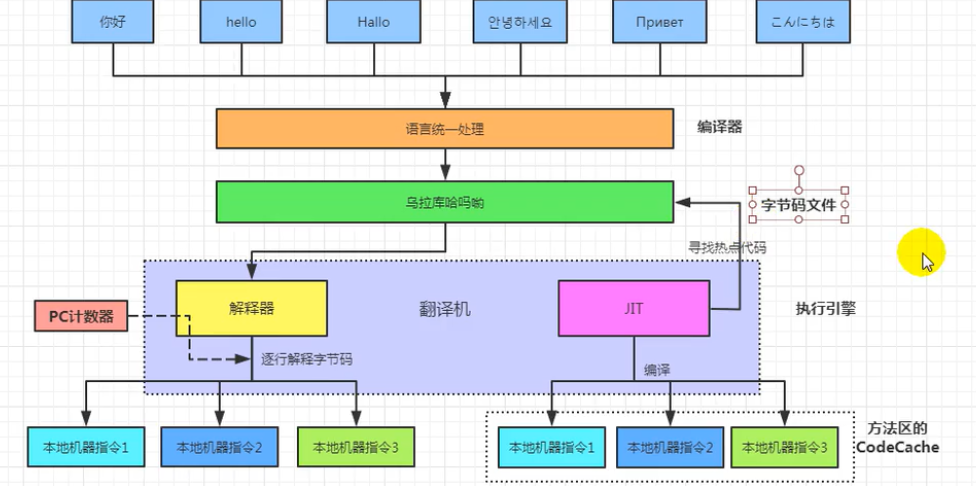 你好
hello
Hallo
안녕하세요
Привет
こんにちは
语言统一处理
编译器
乌拉库哈吗哟
字节码文件
寻找热点代码
PC计数器
解释器
翻译机
JIT
执行引擎
逐行解释字节码
编译
本地机器指令1
本地机器指令2
本地机器指令3
本地机器指令1
本地机器指令2
本地机器指令3
方法区的
CodeCache